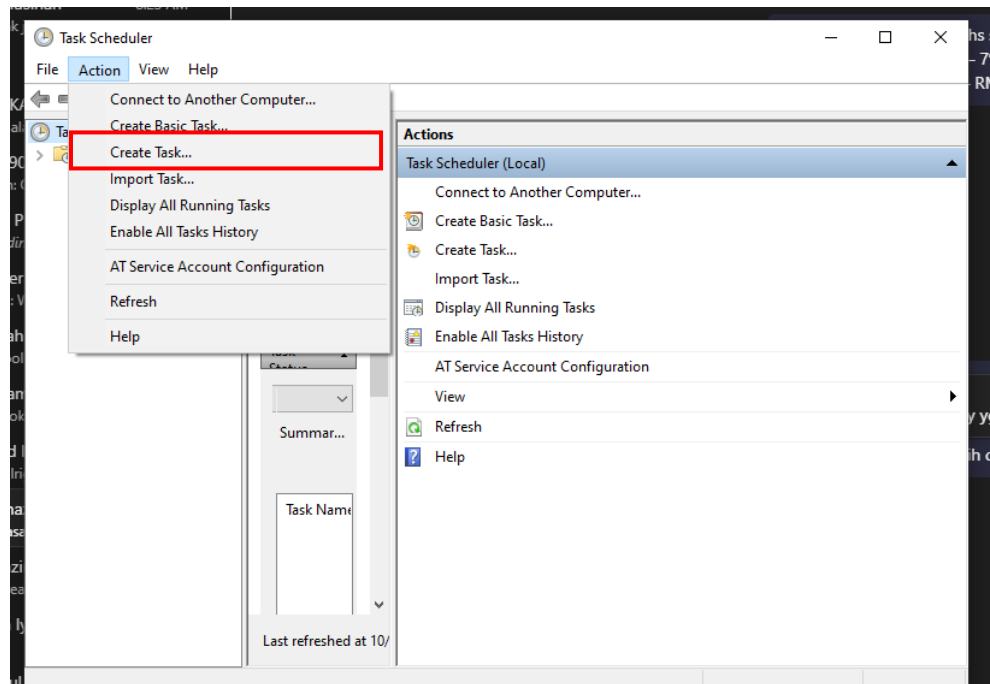 Task Scheduler
File Action View Help
Connect to Another Computer...
Create Basic Task...
Create Task...
Import Task...
Display All Running Tasks
Enable All Tasks History
AT Service Account Configuration
Refresh
Help
Ta
Status
Summar...
Task Name
Last refreshed at 10/
Actions
Task Scheduler (Local)
Connect to Another Computer...
Create Basic Task...
Create Task...
Import Task...
Display All Running Tasks
Enable All Tasks History
AT Service Account Configuration
View
Refresh
Help